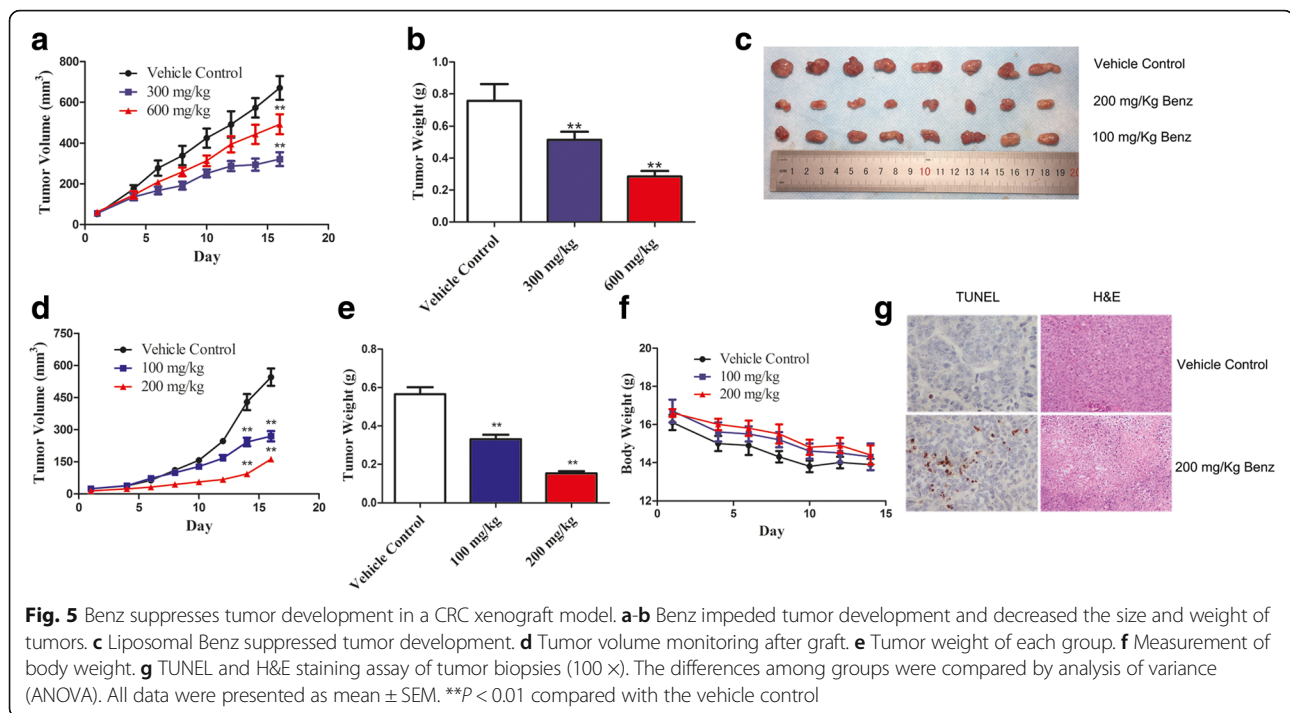 a
800
600
400
200
0
0
5
10
15
20
Tumor Volume (mm³)
Day
Vehicle Control
300 mg/kg
600 mg/kg
**
**
b
1.0
0.8
0.6
0.4
0.2
0.0
Tumor Weight (g)
**
**
Vehicle Control
300 mg/kg
600 mg/kg
c
Vehicle Control
200 mg/Kg Benz
100 mg/Kg Benz
1 2 3 4 5 6 7 8 9 10 11 12 13 14 15 16 17 18 19 20
d
750
600
450
300
150
0
0
5
10
15
20
Tumor Volume (mm³)
Day
Vehicle Control
100 mg/kg
200 mg/kg
**
**
**
**
e
0.8
0.6
0.4
0.2
0.0
Tumor Weight (g)
**
**
Vehicle Control
100 mg/kg
200 mg/kg
f
20
18
16
14
12
0
5
10
15
Body Weight (g)
Day
Vehicle Control
100 mg/kg
200 mg/kg
g
TUNEL
H&E
Vehicle Control
200 mg/Kg Benz
Fig. 5 Benz suppresses tumor development in a CRC xenograft model. a-b Benz impeded tumor development and decreased the size and weight of
tumors. c Liposomal Benz suppressed tumor development. d Tumor volume monitoring after graft. e Tumor weight of each group. f Measurement of
body weight. g TUNEL and H&E staining assay of tumor biopsies (100 ×). The differences among groups were compared by analysis of variance
(ANOVA). All data were presented as mean ± SEM. **P < 0.01 compared with the vehicle control